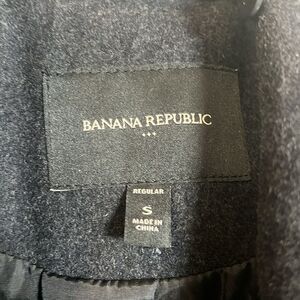 BANANA REPUBLIC
REGULAR
S
MADE IN
CHINA